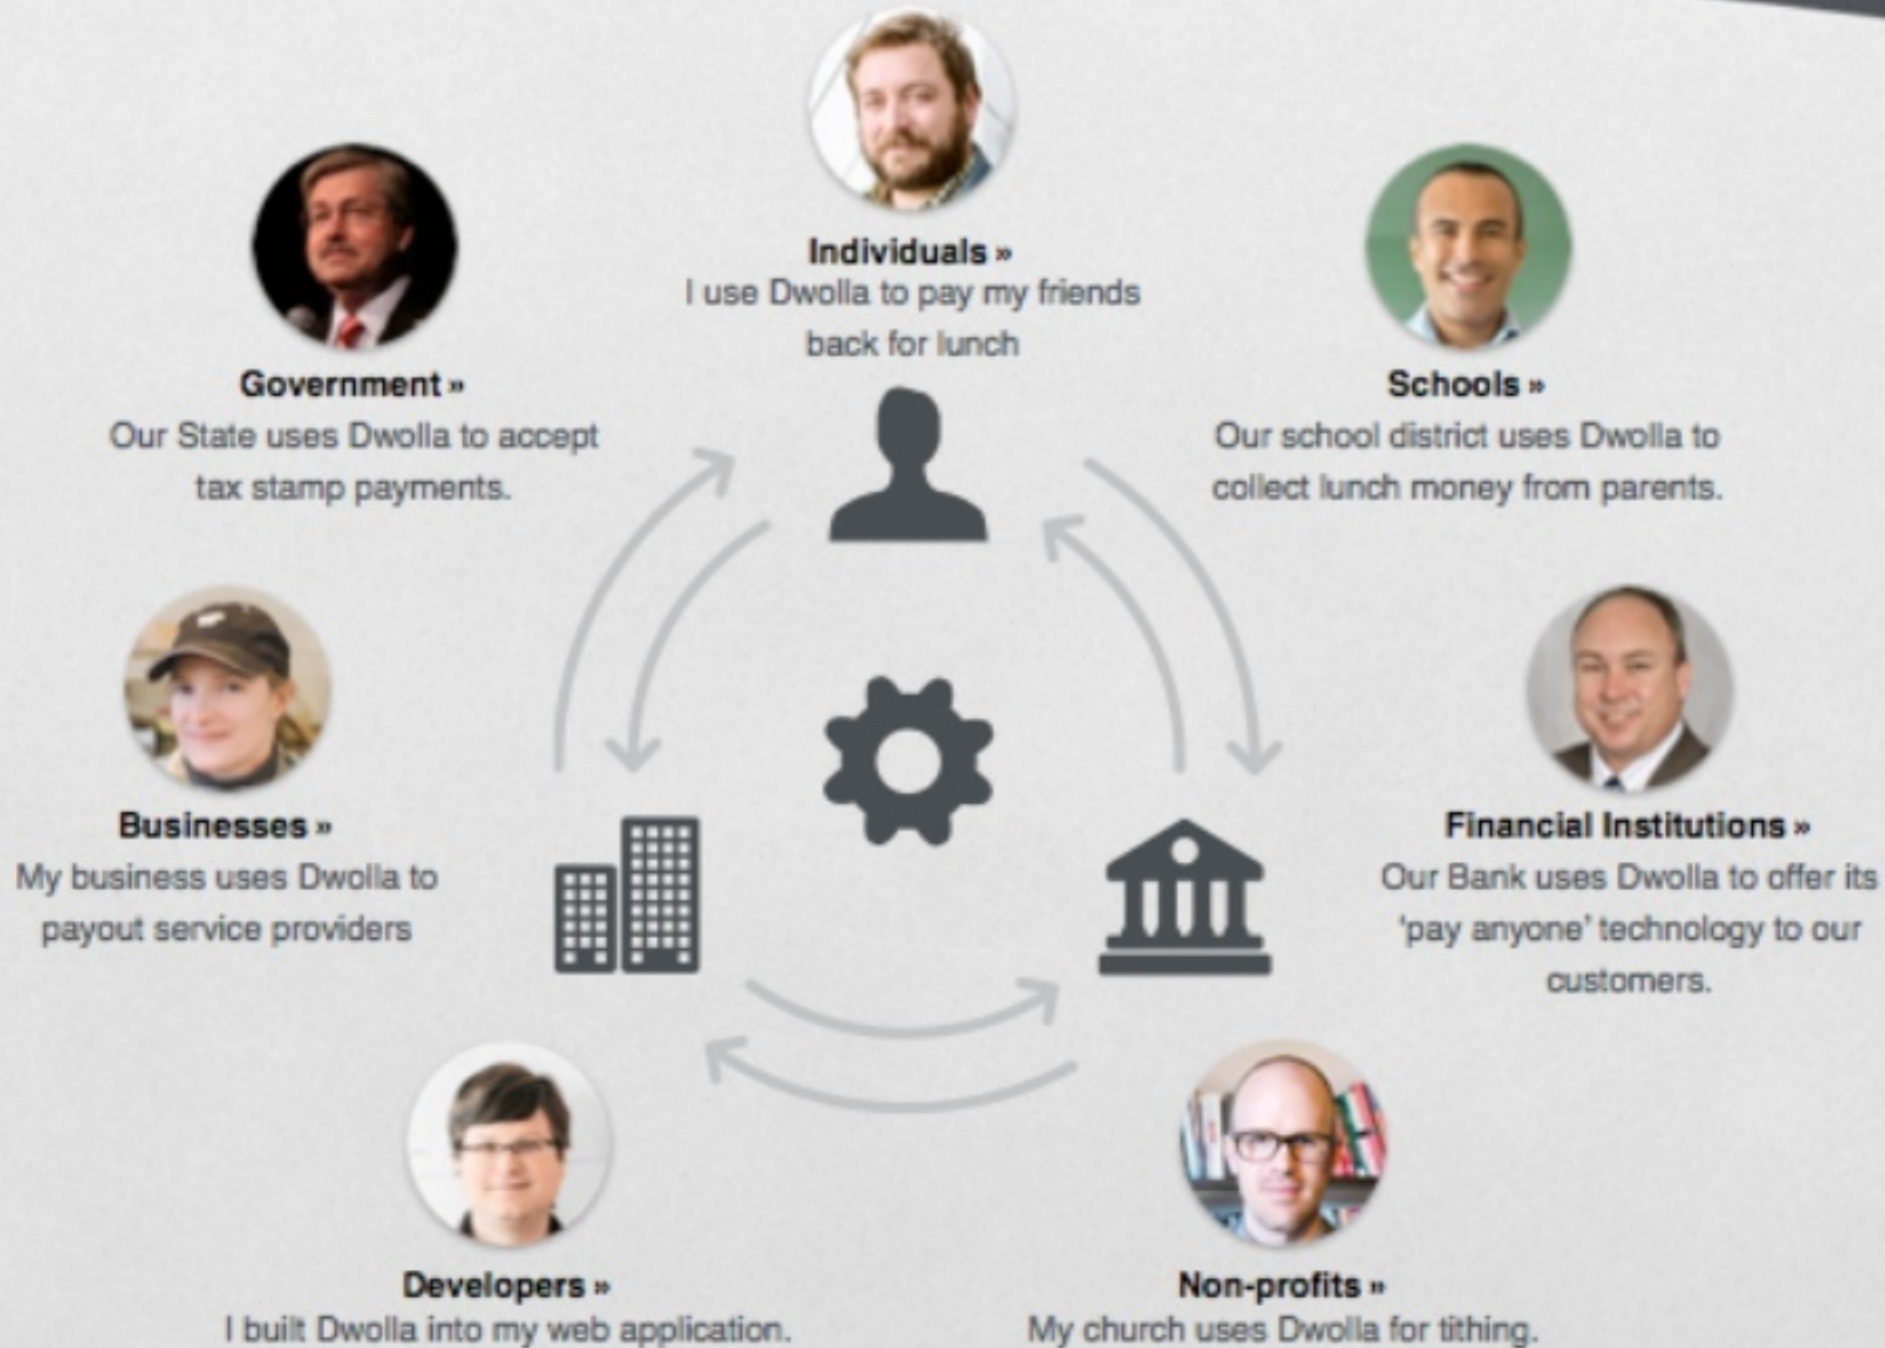 Individuals »
I use Dwolla to pay my friends
back for lunch
Government »
Our State uses Dwolla to accept
tax stamp payments.
Schools »
Our school district uses Dwolla to
collect lunch money from parents.
Businesses »
My business uses Dwolla to
payout service providers
Financial Institutions »
Our Bank uses Dwolla to offer its
‘pay anyone’ technology to our
customers.
Developers »
I built Dwolla into my web application.
Non-profits »
My church uses Dwolla for tithing.